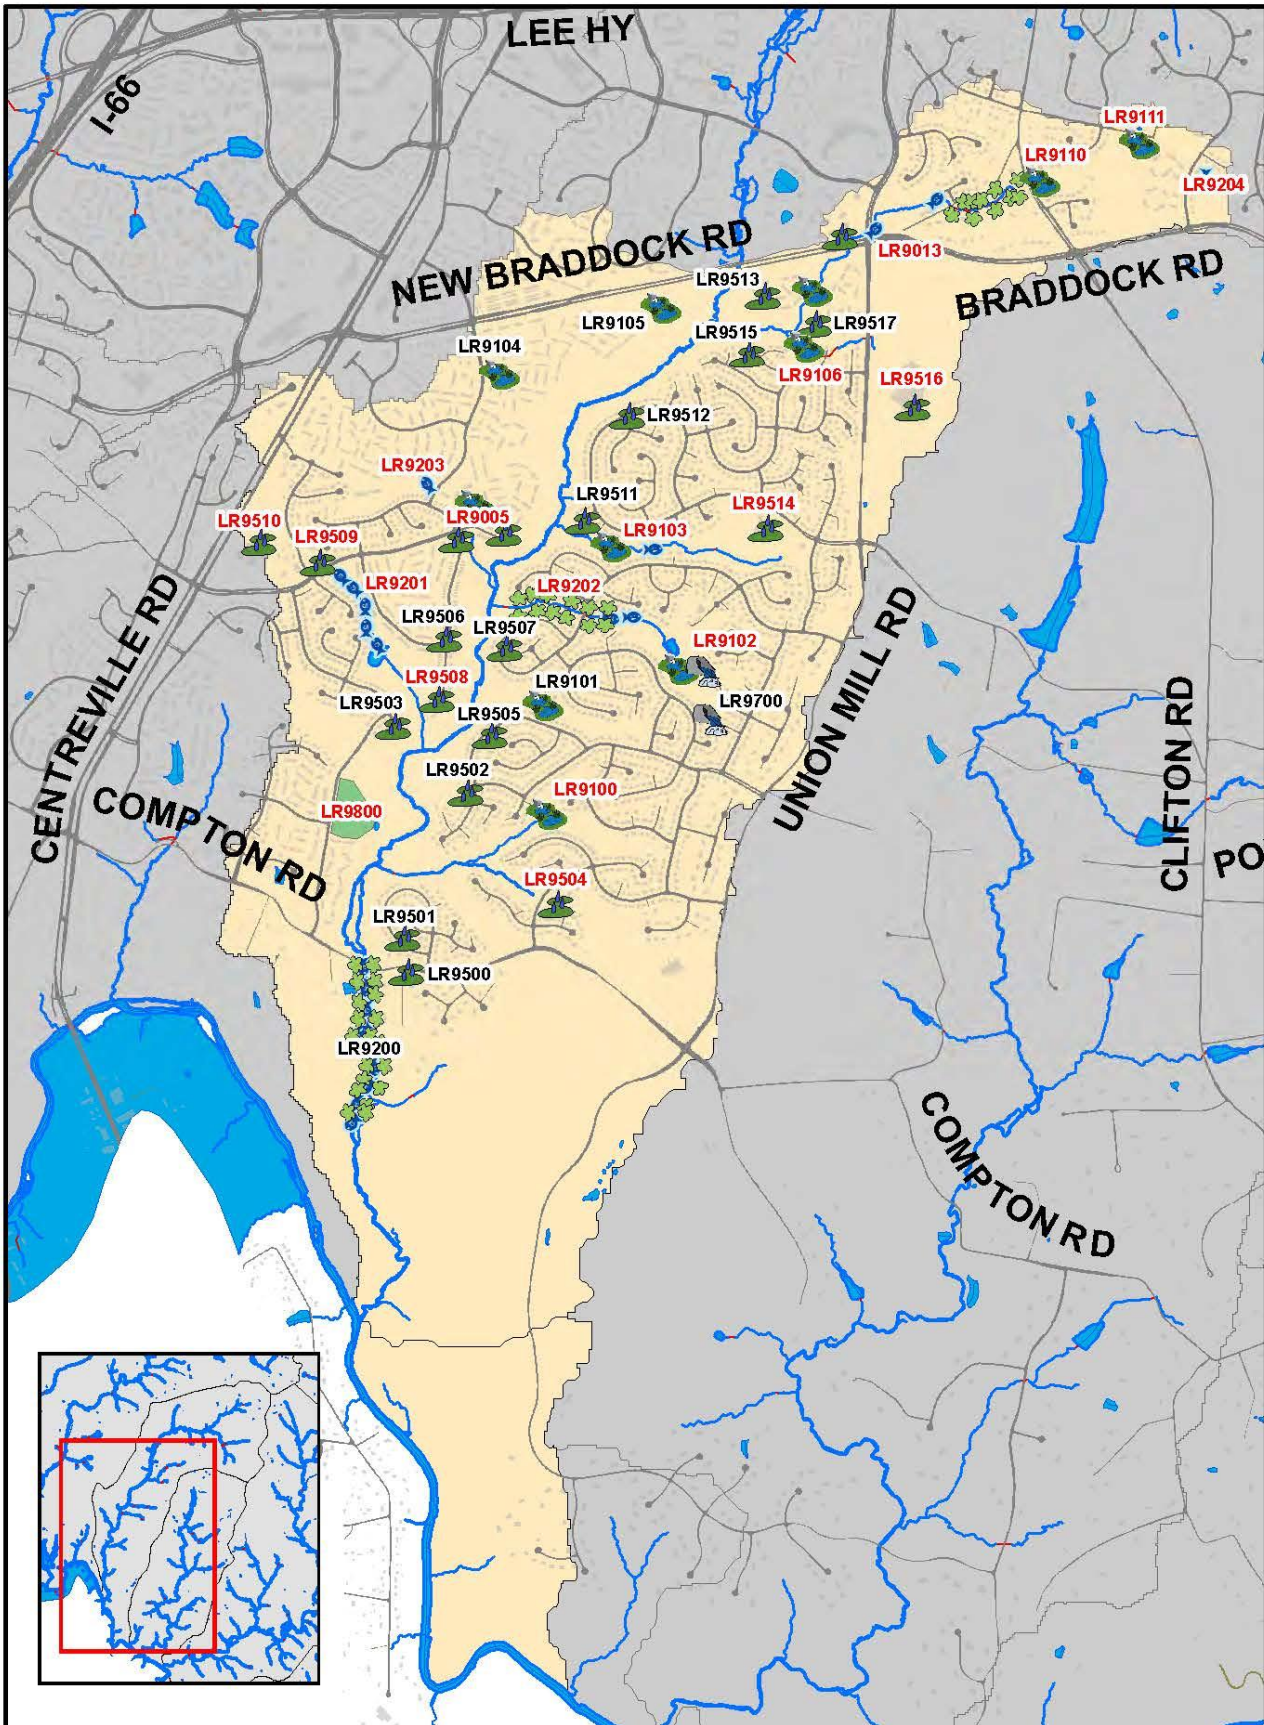 LEE HY
I-66
LR9111
LR9110
LR9204
NEW BRADDOCK RD
LR9013
BRADDOCK RD
LR9513
LR9105
LR9517
LR9515
LR9104
LR9106
LR9516
LR9512
LR9203
LR9511
LR9510
LR9005
LR9514
LR9509
LR9103
LR9201
LR9202
LR9506
LR9507
LR9102
LR9508
LR9101
LR9503
LR9700
LR9505
CENTREVILLE RD
UNION MILL RD
CLIFTON RD
LR9502
LR9100
LR9800
COMPTON RD
PO
LR9504
LR9501
LR9500
LR9200
COMPTON RD